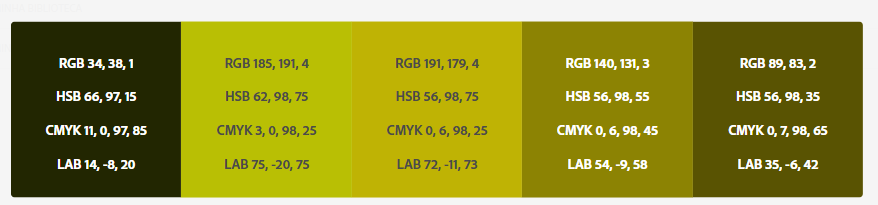 RGB 34, 38, 1
HSB 66, 97, 15
CMYK 11, 0, 97, 85
LAB 14, -8, 20
RGB 185, 191, 4
HSB 62, 98, 75
CMYK 3, 0, 98, 25
LAB 75, -20, 75
RGB 191, 179, 4
HSB 56, 98, 75
CMYK 0, 6, 98, 25
LAB 72, -11, 73
RGB 140, 131, 3
HSB 56, 98, 55
CMYK 0, 6, 98, 45
LAB 54, -9, 58
RGB 89, 83, 2
HSB 56, 98, 35
CMYK 0, 7, 98, 65
LAB 35, -6, 42